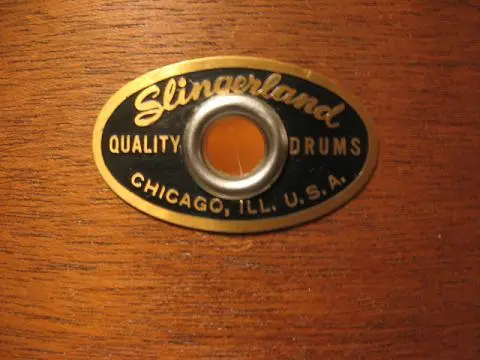 Slingerland
QUALITY DRUMS
CHICAGO, ILL. U.S.A.